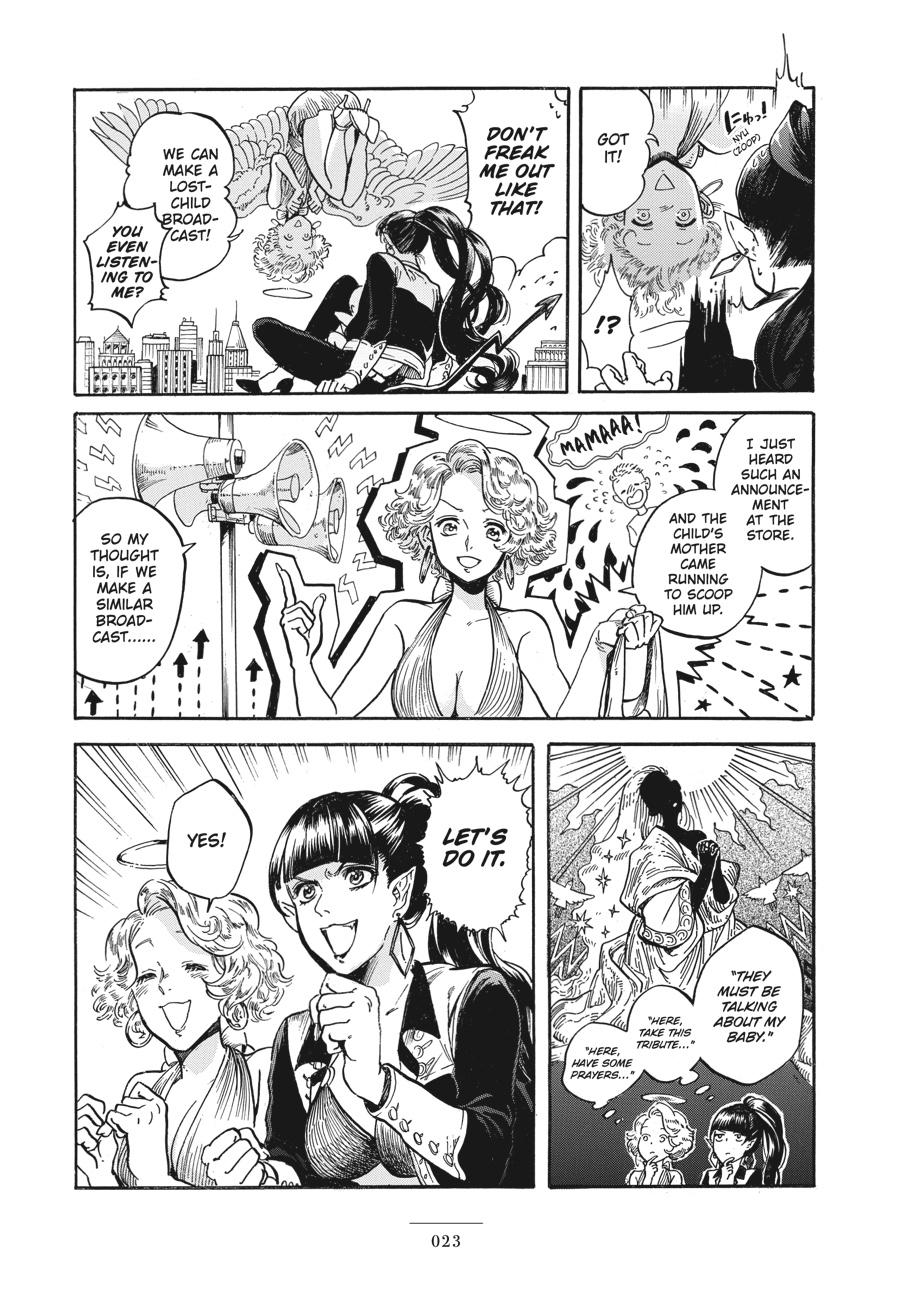 GOT
IT!
にゅっ!
NYU
(ZOOP)
!?
DON'T
FREAK
ME OUT
LIKE
THAT!
WE CAN
MAKE A
LOST-
CHILD
BROAD-
CAST!
YOU
EVEN
LISTEN-
ING TO
ME?
I JUST
HEARD
SUCH AN
ANNOUNCE-
MENT
AT THE
STORE.
AND THE
CHILD'S
MOTHER
CAME
RUNNING
TO SCOOP
HIM UP.
MAMAAA!
SO MY
THOUGHT
IS, IF WE
MAKE A
SIMILAR
BROAD-
CAST......
"THEY
MUST BE
TALKING
ABOUT MY
BABY."
"HERE,
TAKE THIS
TRIBUTE..."
"HERE,
HAVE SOME
PRAYERS..."
LET'S
DO IT.
YES!
023